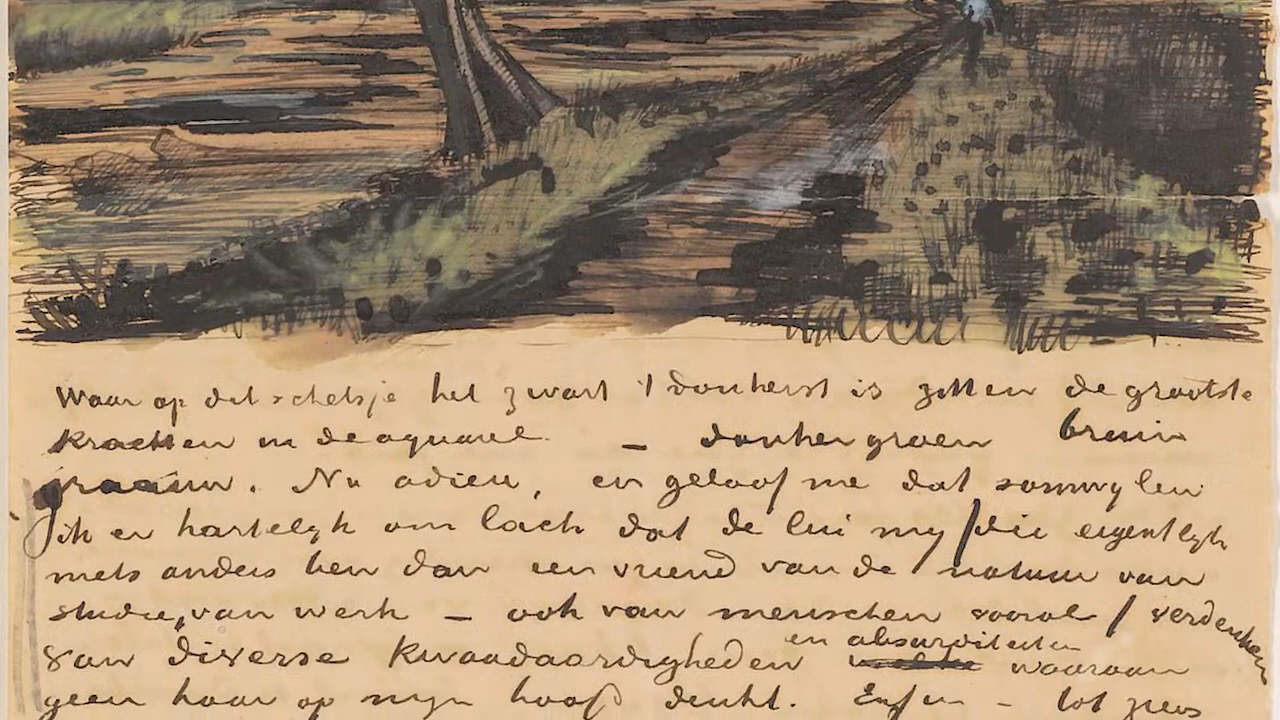 Waar op dat schetsje het zwart 't donkerst is zitten de grootste
krachten in de aquarel – donkergroen bruin
graauw. Nu adieu, en geloof me dat somwylen
ik er hartelyk om lach dat de lui my /die eigentlyk
niets anders ben dan een vriend van de natuur van
studie, van werk – ook van menschen vooral / verdenken
van diverse kwaadaardigheden en absurditeiten waaraan
geen haar op myn hoofd denkt. Enfin – tot ziens